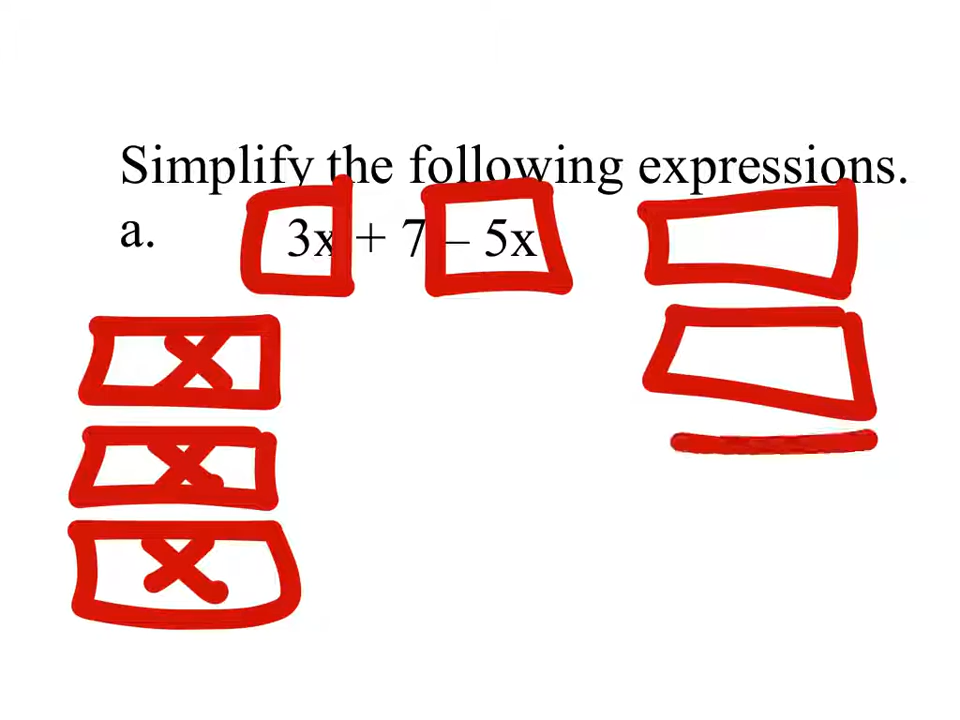 Simplify the following expressions.
a. 3x + 7 – 5x
X
X
X